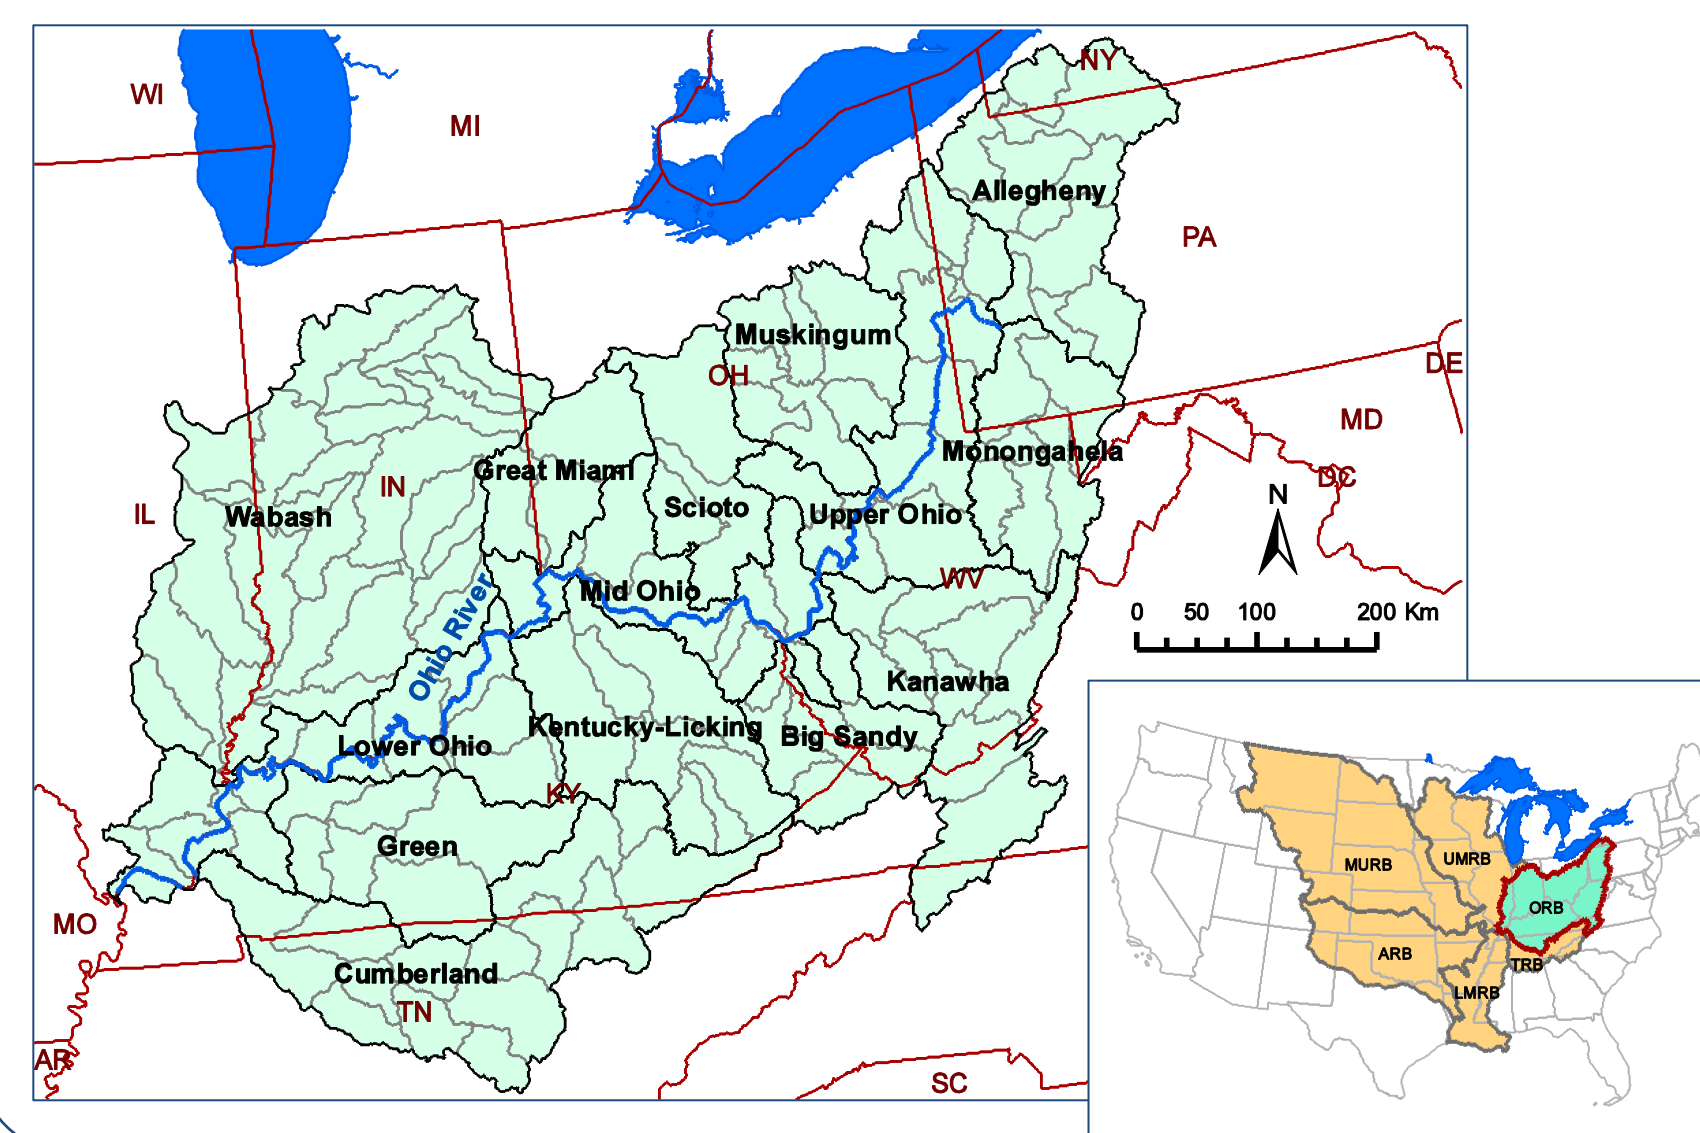 NY
WI
MI
Allegheny
PA
Muskingum
OH
DE
MD
Monongahela
Great Miami
IN
DC
N
IL
Wabash
Scioto
Upper Ohio
WV
Mid Ohio
0 50 100 200 Km
Ohio River
Kanawha
Kentucky-Licking
Big Sandy
Lower Ohio
KY
Green
MO
Cumberland
TN
AR
SC
MURB
UMRB
ORB
ARB
TRB
LMRB